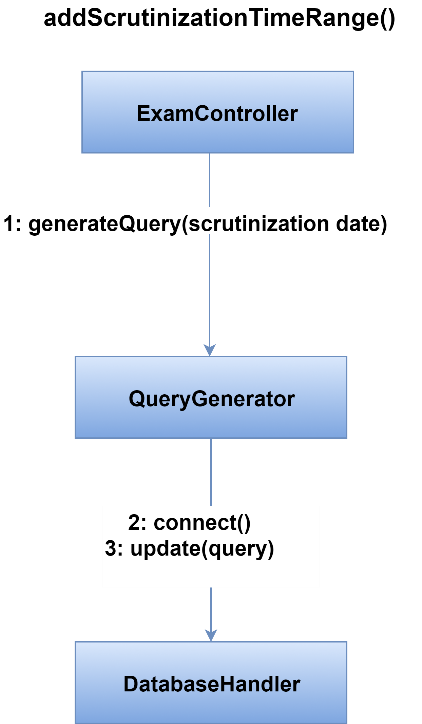 addScrutinizationTimeRange()
ExamController
1: generateQuery(scrutinization date)
QueryGenerator
2: connect()
3: update(query)
DatabaseHandler